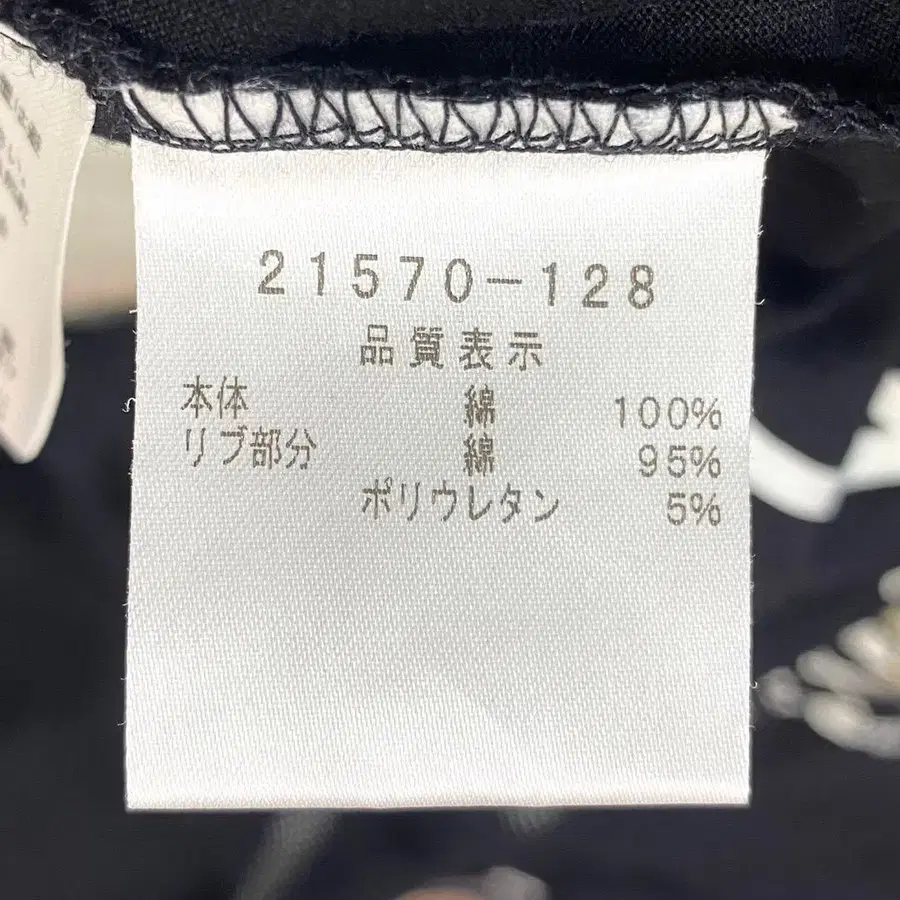 21570-128
品質表示
本体 綿 100%
リブ部分 綿 95%
ポリウレタン 5%